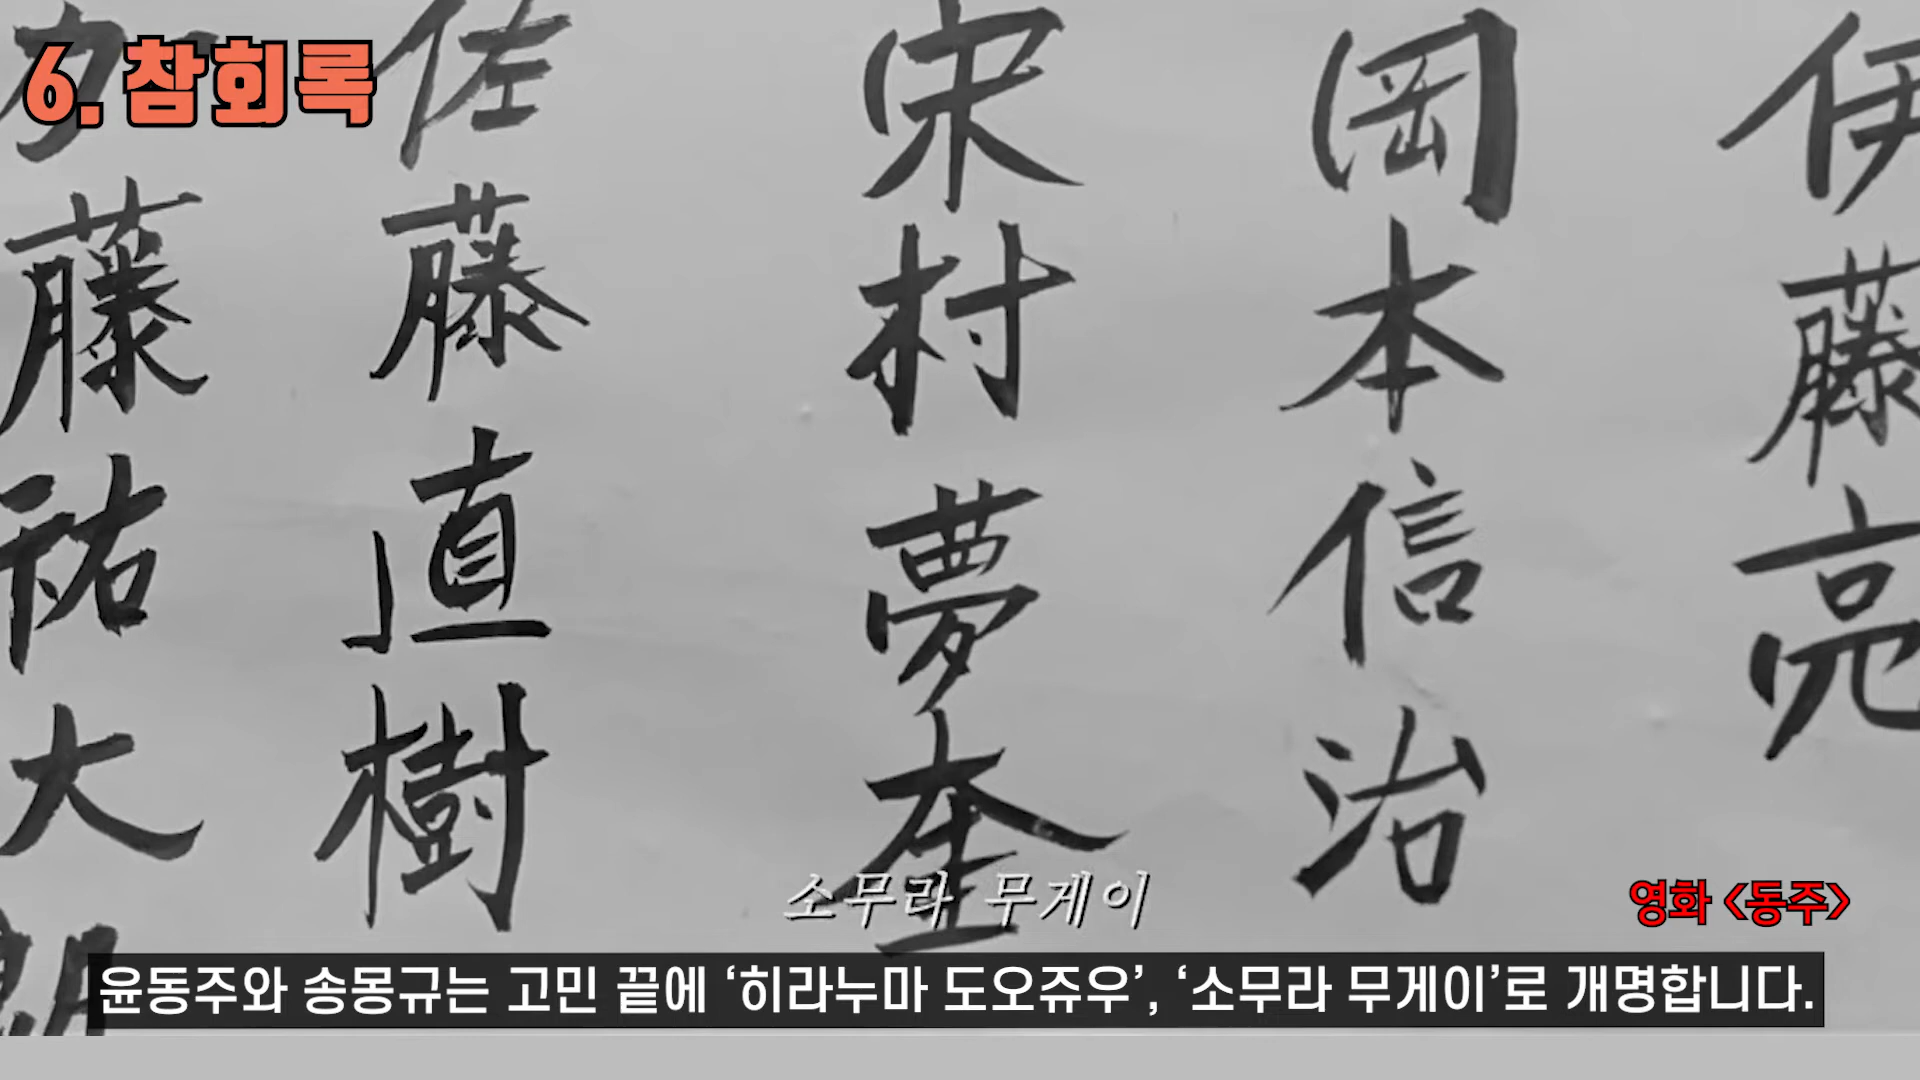 6. 참회록
伊藤亮
岡本信治
宋村夢奎
佐藤直樹
藤祐大
소무라 무게이
영화 <동주>
윤동주와 송몽규는 고민 끝에 ‘히라누마 도오쥬우’, ‘소무라 무게이’로 개명합니다.